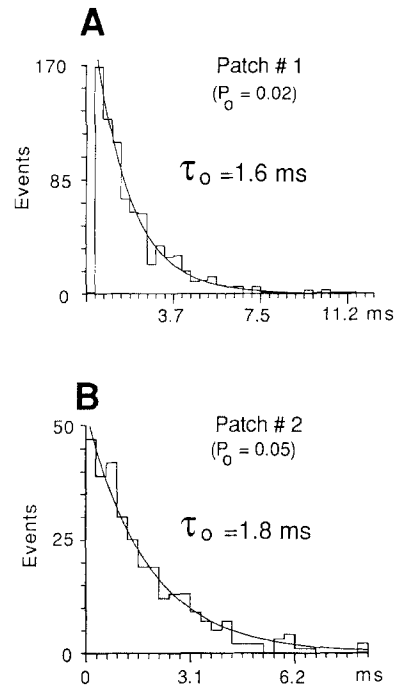 A
Patch # 1
(Po = 0.02)
τo =1.6 ms
Events
170
85
0
3.7 7.5 11.2 ms
B
Patch # 2
(Po = 0.05)
τo =1.8 ms
Events
50
25
0
0 3.1 6.2 ms